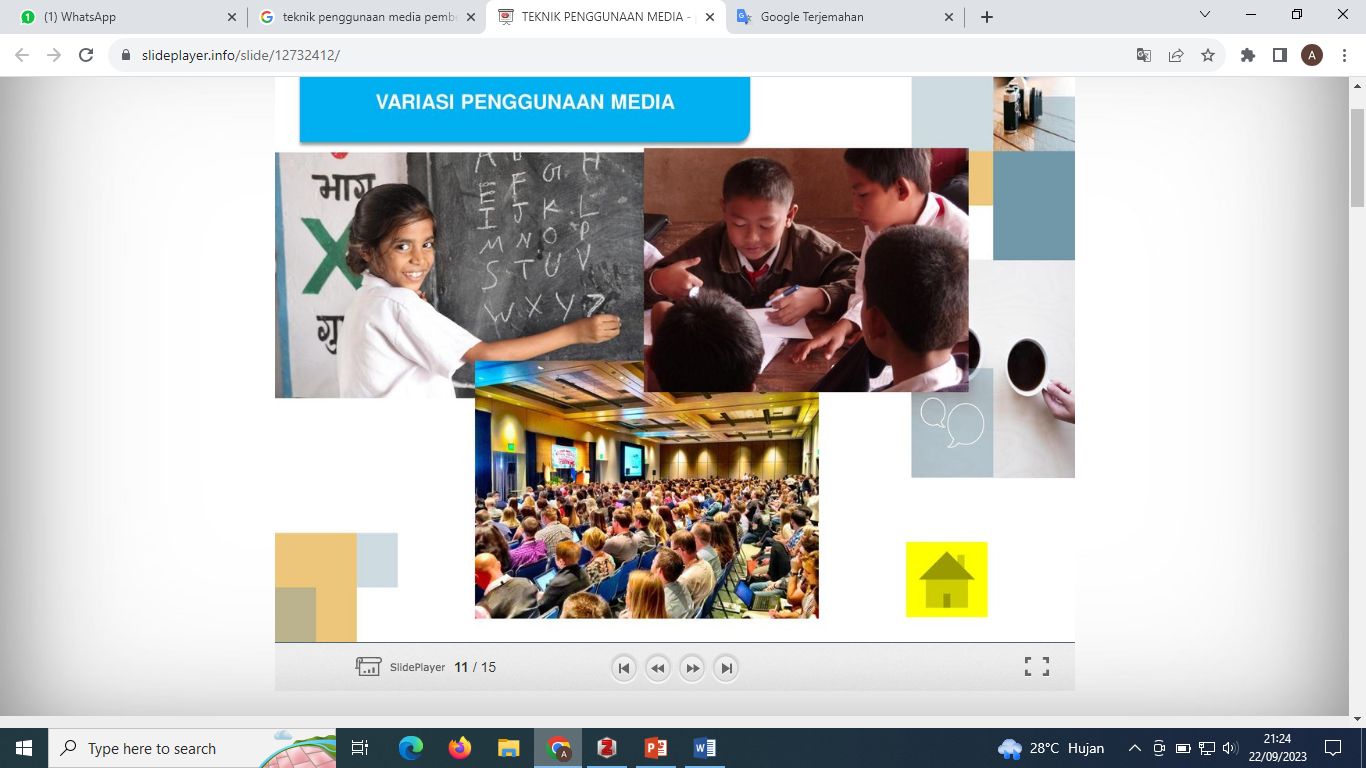 (1) WhatsApp
teknik penggunaan media pemb
TEKNIK PENGGUNAAN MEDIA -
Google Terjemahan
slideplayer.info/slide/12732412/
A
VARIASI PENGGUNAAN MEDIA
भाग
X
गु
A H
E F G
I J K L
M N O P
S T U V
W X Y Z
SlidePlayer 11 / 15
Type here to search
28°C Hujan
21:24
22/09/2023